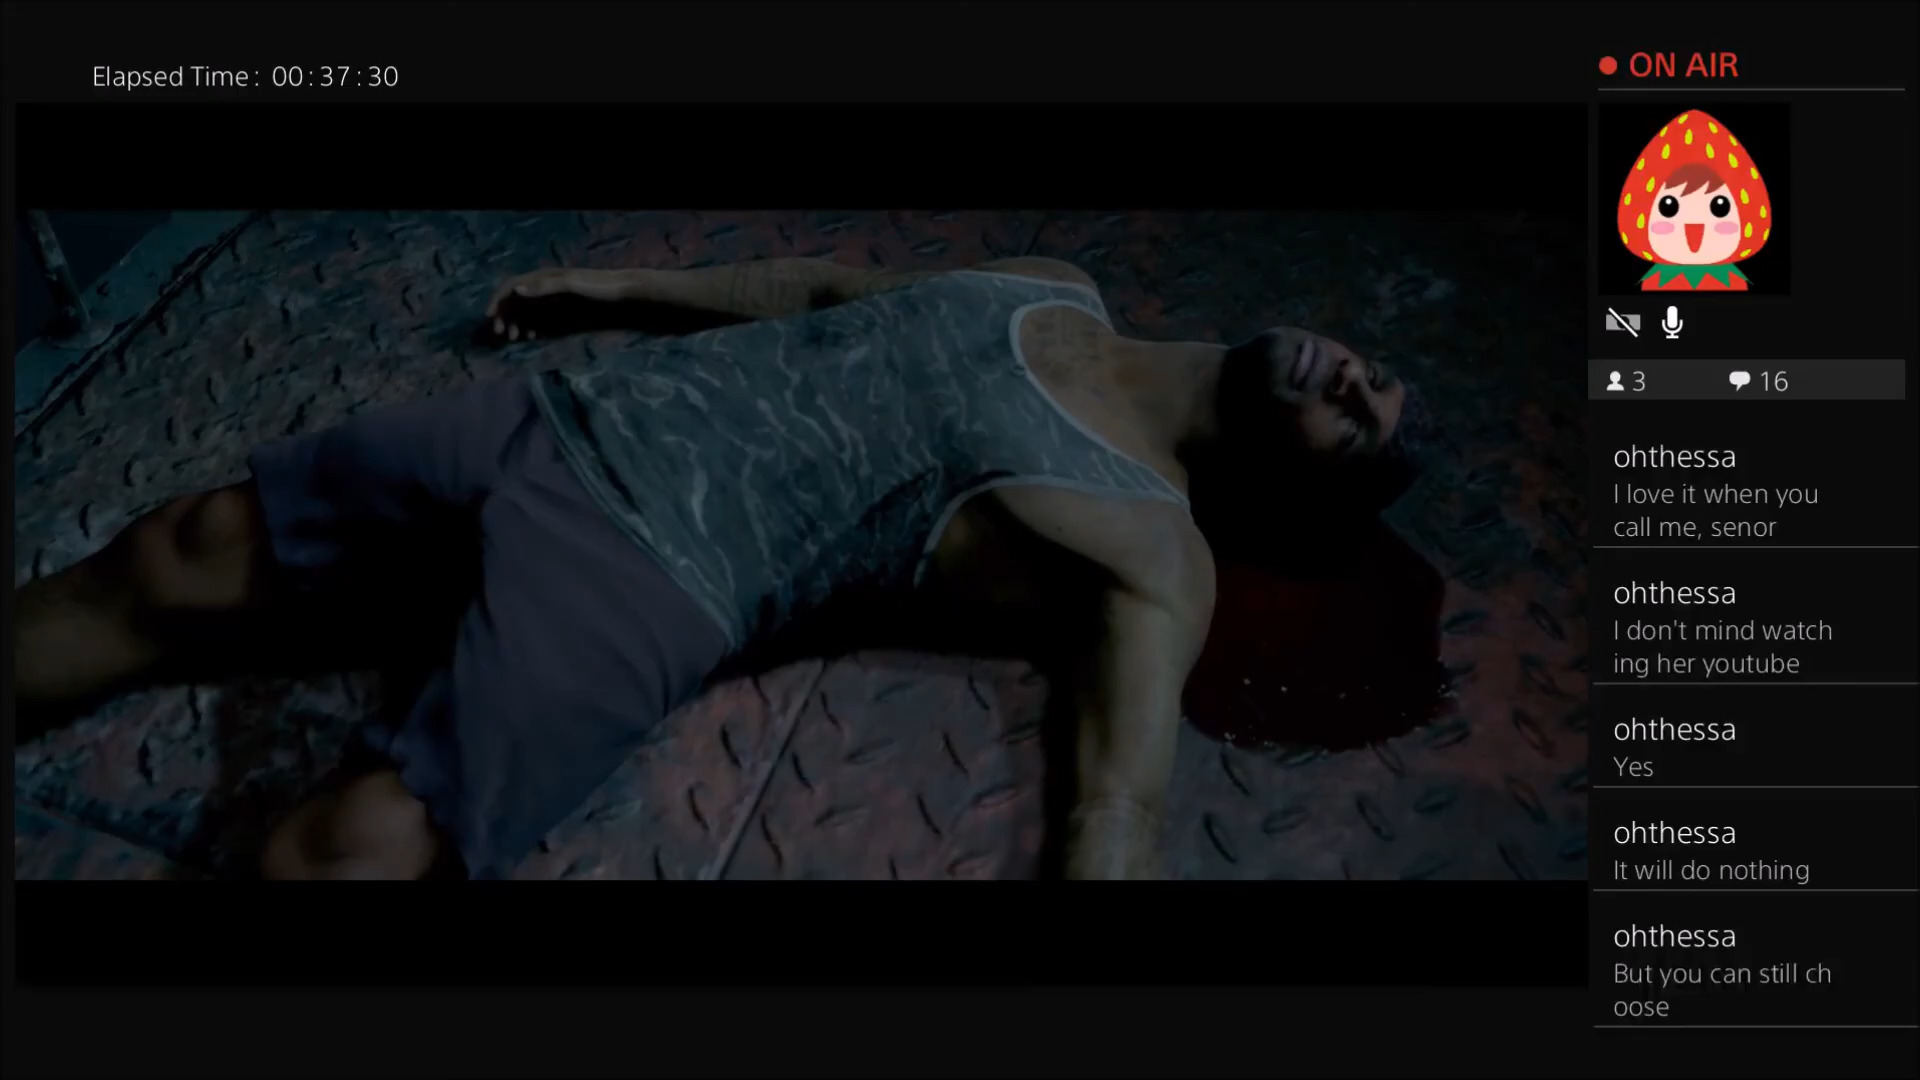 Elapsed Time: 00:37:30
ON AIR
3
16
ohthessa
I love it when you
call me, senor
ohthessa
I don't mind watch
ing her youtube
ohthessa
Yes
ohthessa
It will do nothing
ohthessa
But you can still ch
oose